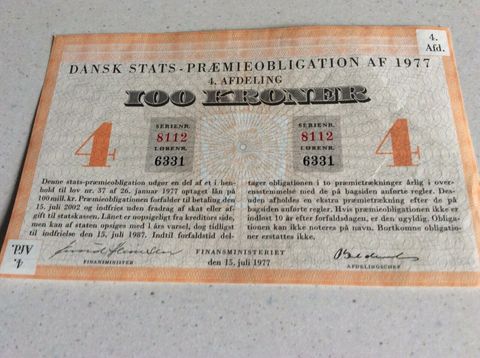 4.
Afd.
DANSK STATS-PRÆMIEOBLIGATION AF 1977
4. AFDELING
100 KRONER
4
SERIENR.
8112
LØBENR.
6331
SERIENR.
8112
LØBENR.
6331
4
Denne stats-præmieobligation udgør en del af et i hen-
hold til lov nr. 37 af 26. januar 1977 optaget lån på
100 mill. kr. Præmieobligationen forfalder til betaling den
15. juli 2002 og indfries uden fradrag af skat eller af-
gift til statskassen. Lånet er uopsigeligt fra kreditors side,
men kan af staten opsiges med 1 års varsel, dog tidligst
til indfrielse den 15. juli 1987. Indtil forfaldstid del-
tager obligationen i to præmietrækninger årlig i over-
ensstemmelse med de på bagsiden anførte regler. Des-
uden afholdes en ekstra præmietrækning efter de på
bagsiden anførte regler. Hvis præmieobligationen ikke er
indløst 10 år efter forfaldsdagen, er den ugyldig. Obliga-
tionen kan ikke noteres på navn. Bortkomne obligatio-
ner erstattes ikke.
FINANSMINISTER
FINANSMINISTERIET
den 15. juli 1977
AFDELINGSCHEF
4.
Afd.